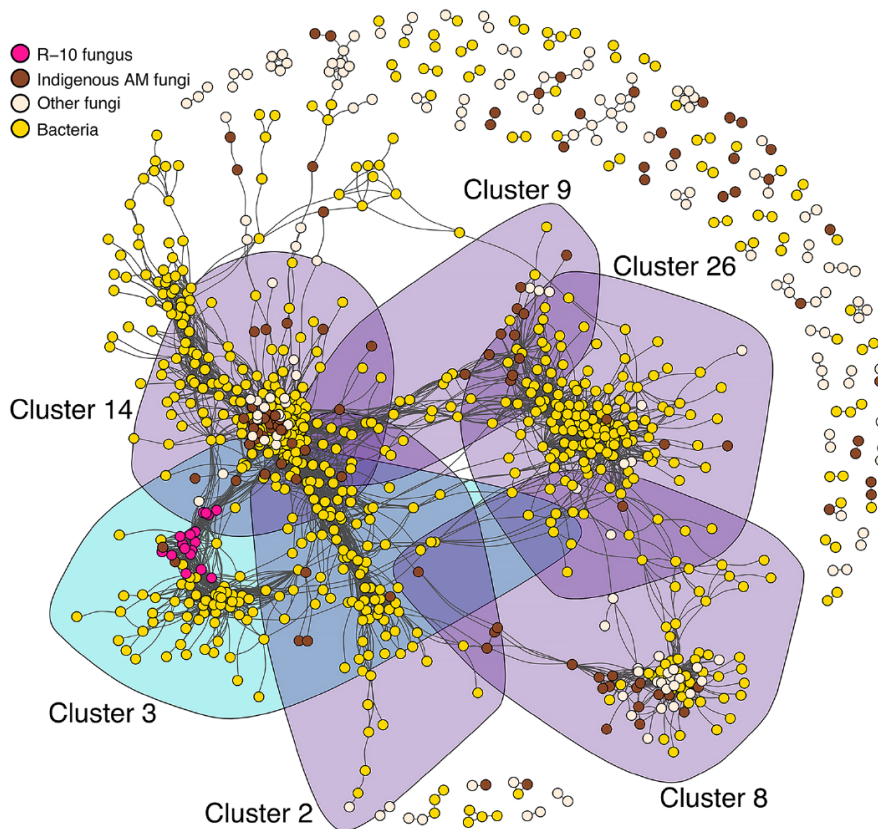 R-10 fungus
Indigenous AM fungi
Other fungi
Bacteria
Cluster 9
Cluster 26
Cluster 14
Cluster 3
Cluster 2
Cluster 8